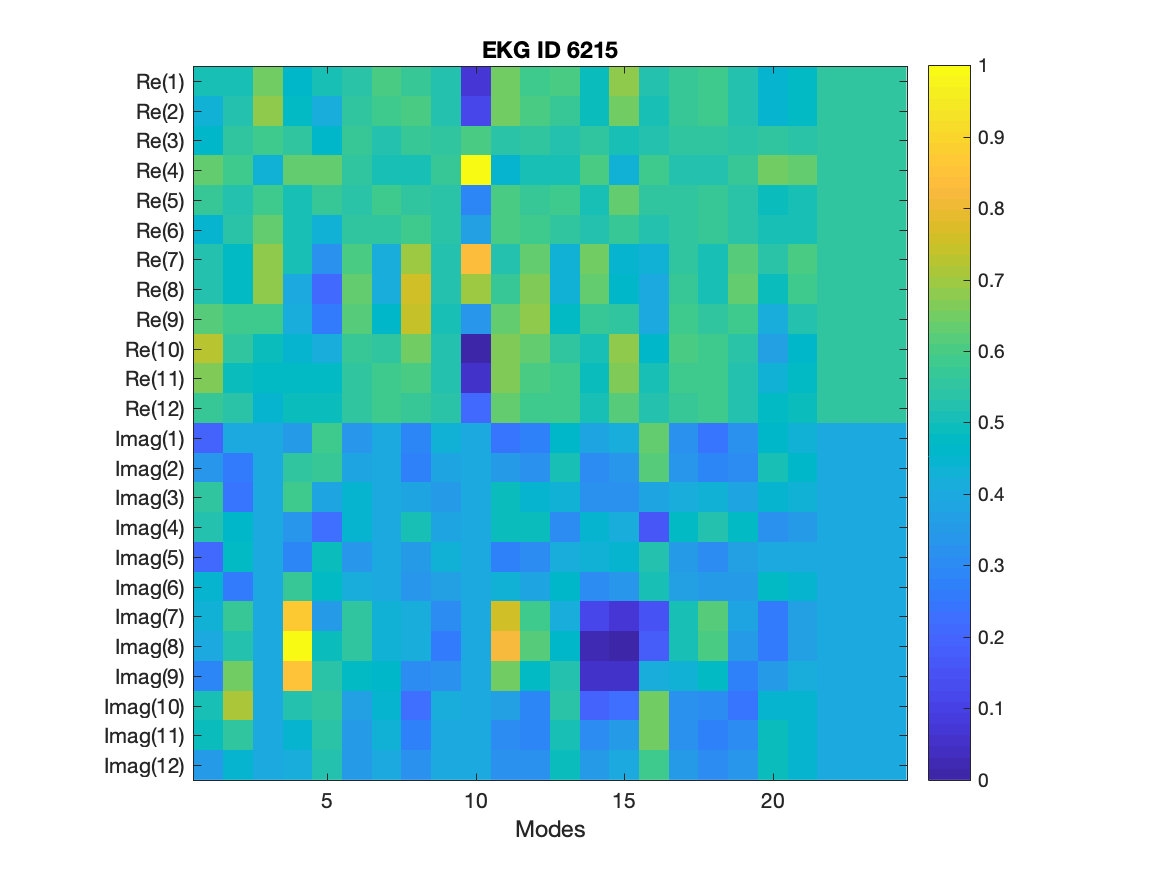 EKG ID 6215
Re(1)
Re(2)
Re(3)
Re(4)
Re(5)
Re(6)
Re(7)
Re(8)
Re(9)
Re(10)
Re(11)
Re(12)
Imag(1)
Imag(2)
Imag(3)
Imag(4)
Imag(5)
Imag(6)
Imag(7)
Imag(8)
Imag(9)
Imag(10)
Imag(11)
Imag(12)
5 10 15 20
Modes
1
0.9
0.8
0.7
0.6
0.5
0.4
0.3
0.2
0.1
0